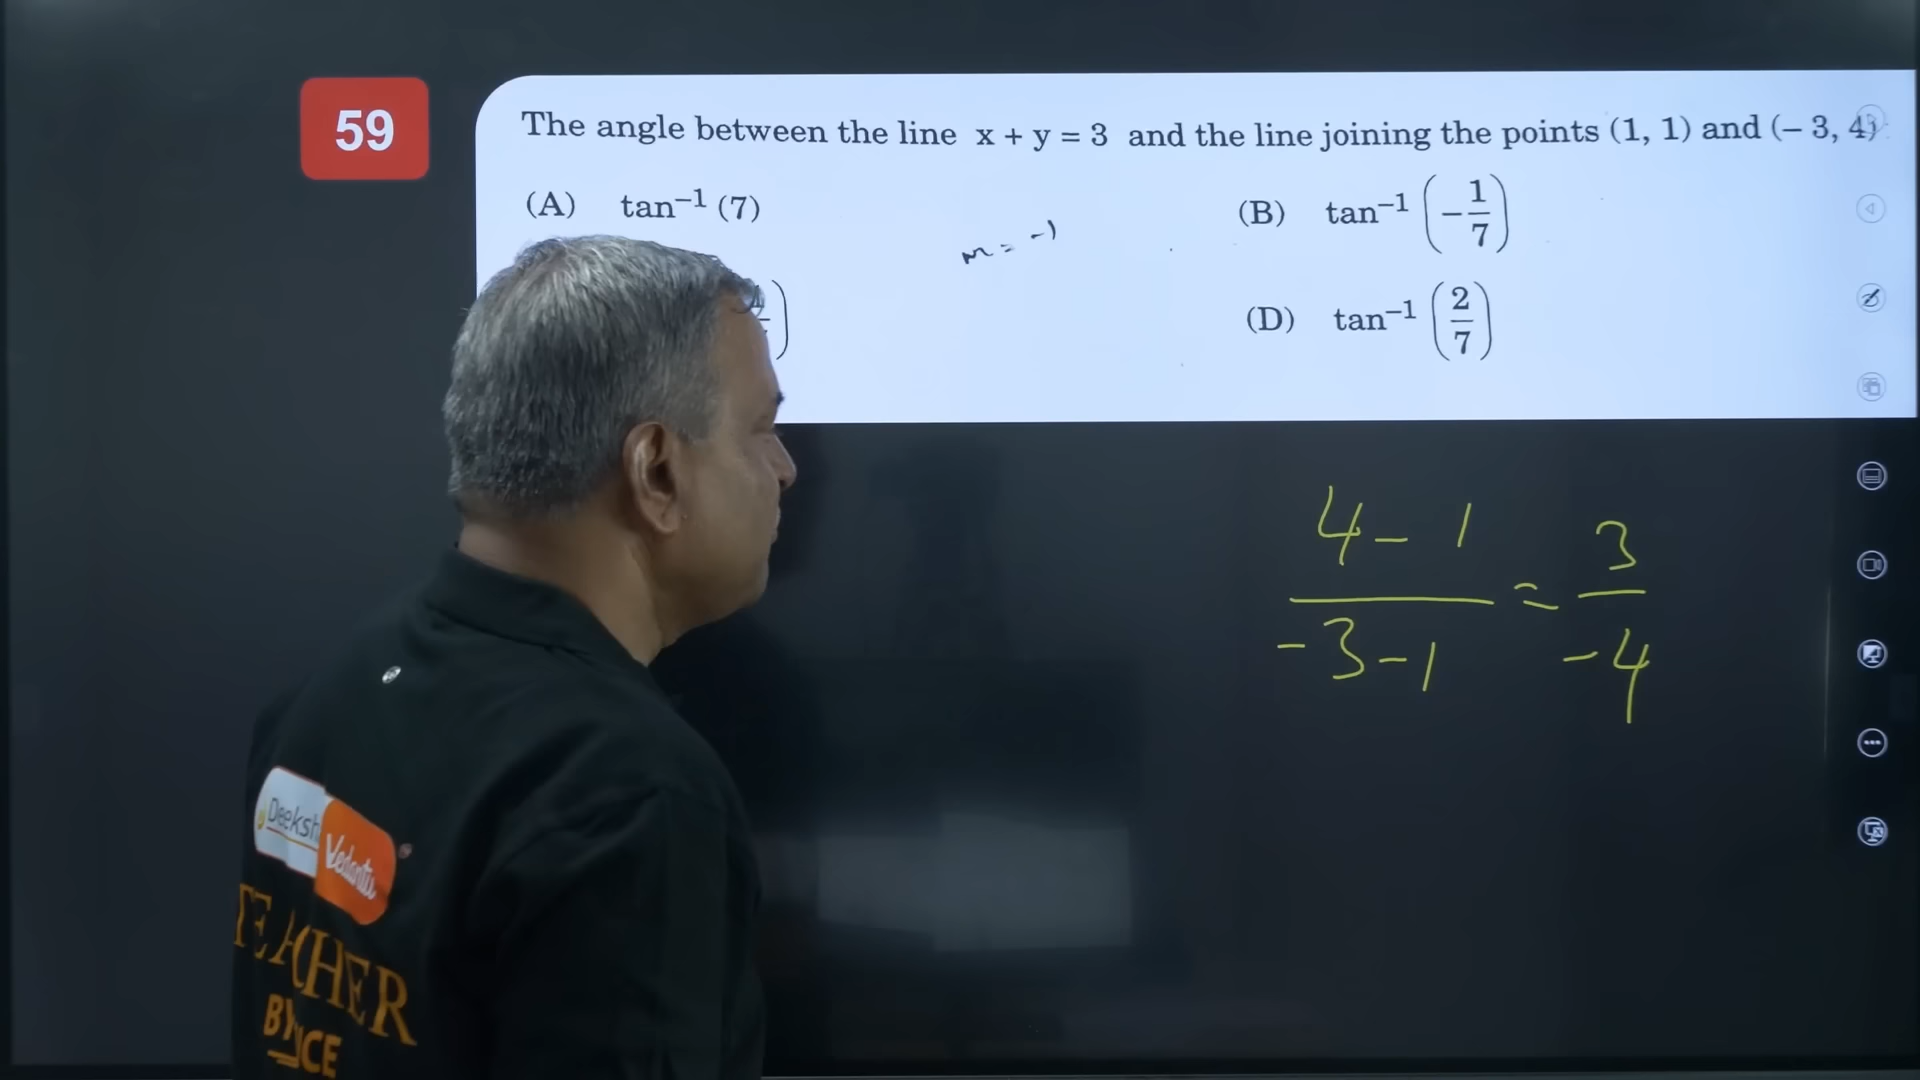 59
The angle between the line x + y = 3 and the line joining the points (1, 1) and (– 3, 4)
(A) tan⁻¹ (7)
(B) tan⁻¹ (–1/7)
m = -1
(D) tan⁻¹ (2/7)
4 - 1 / -3 - 1 = 3 / -4
Deeksh
Vedantu
TEACHER
BY
CE